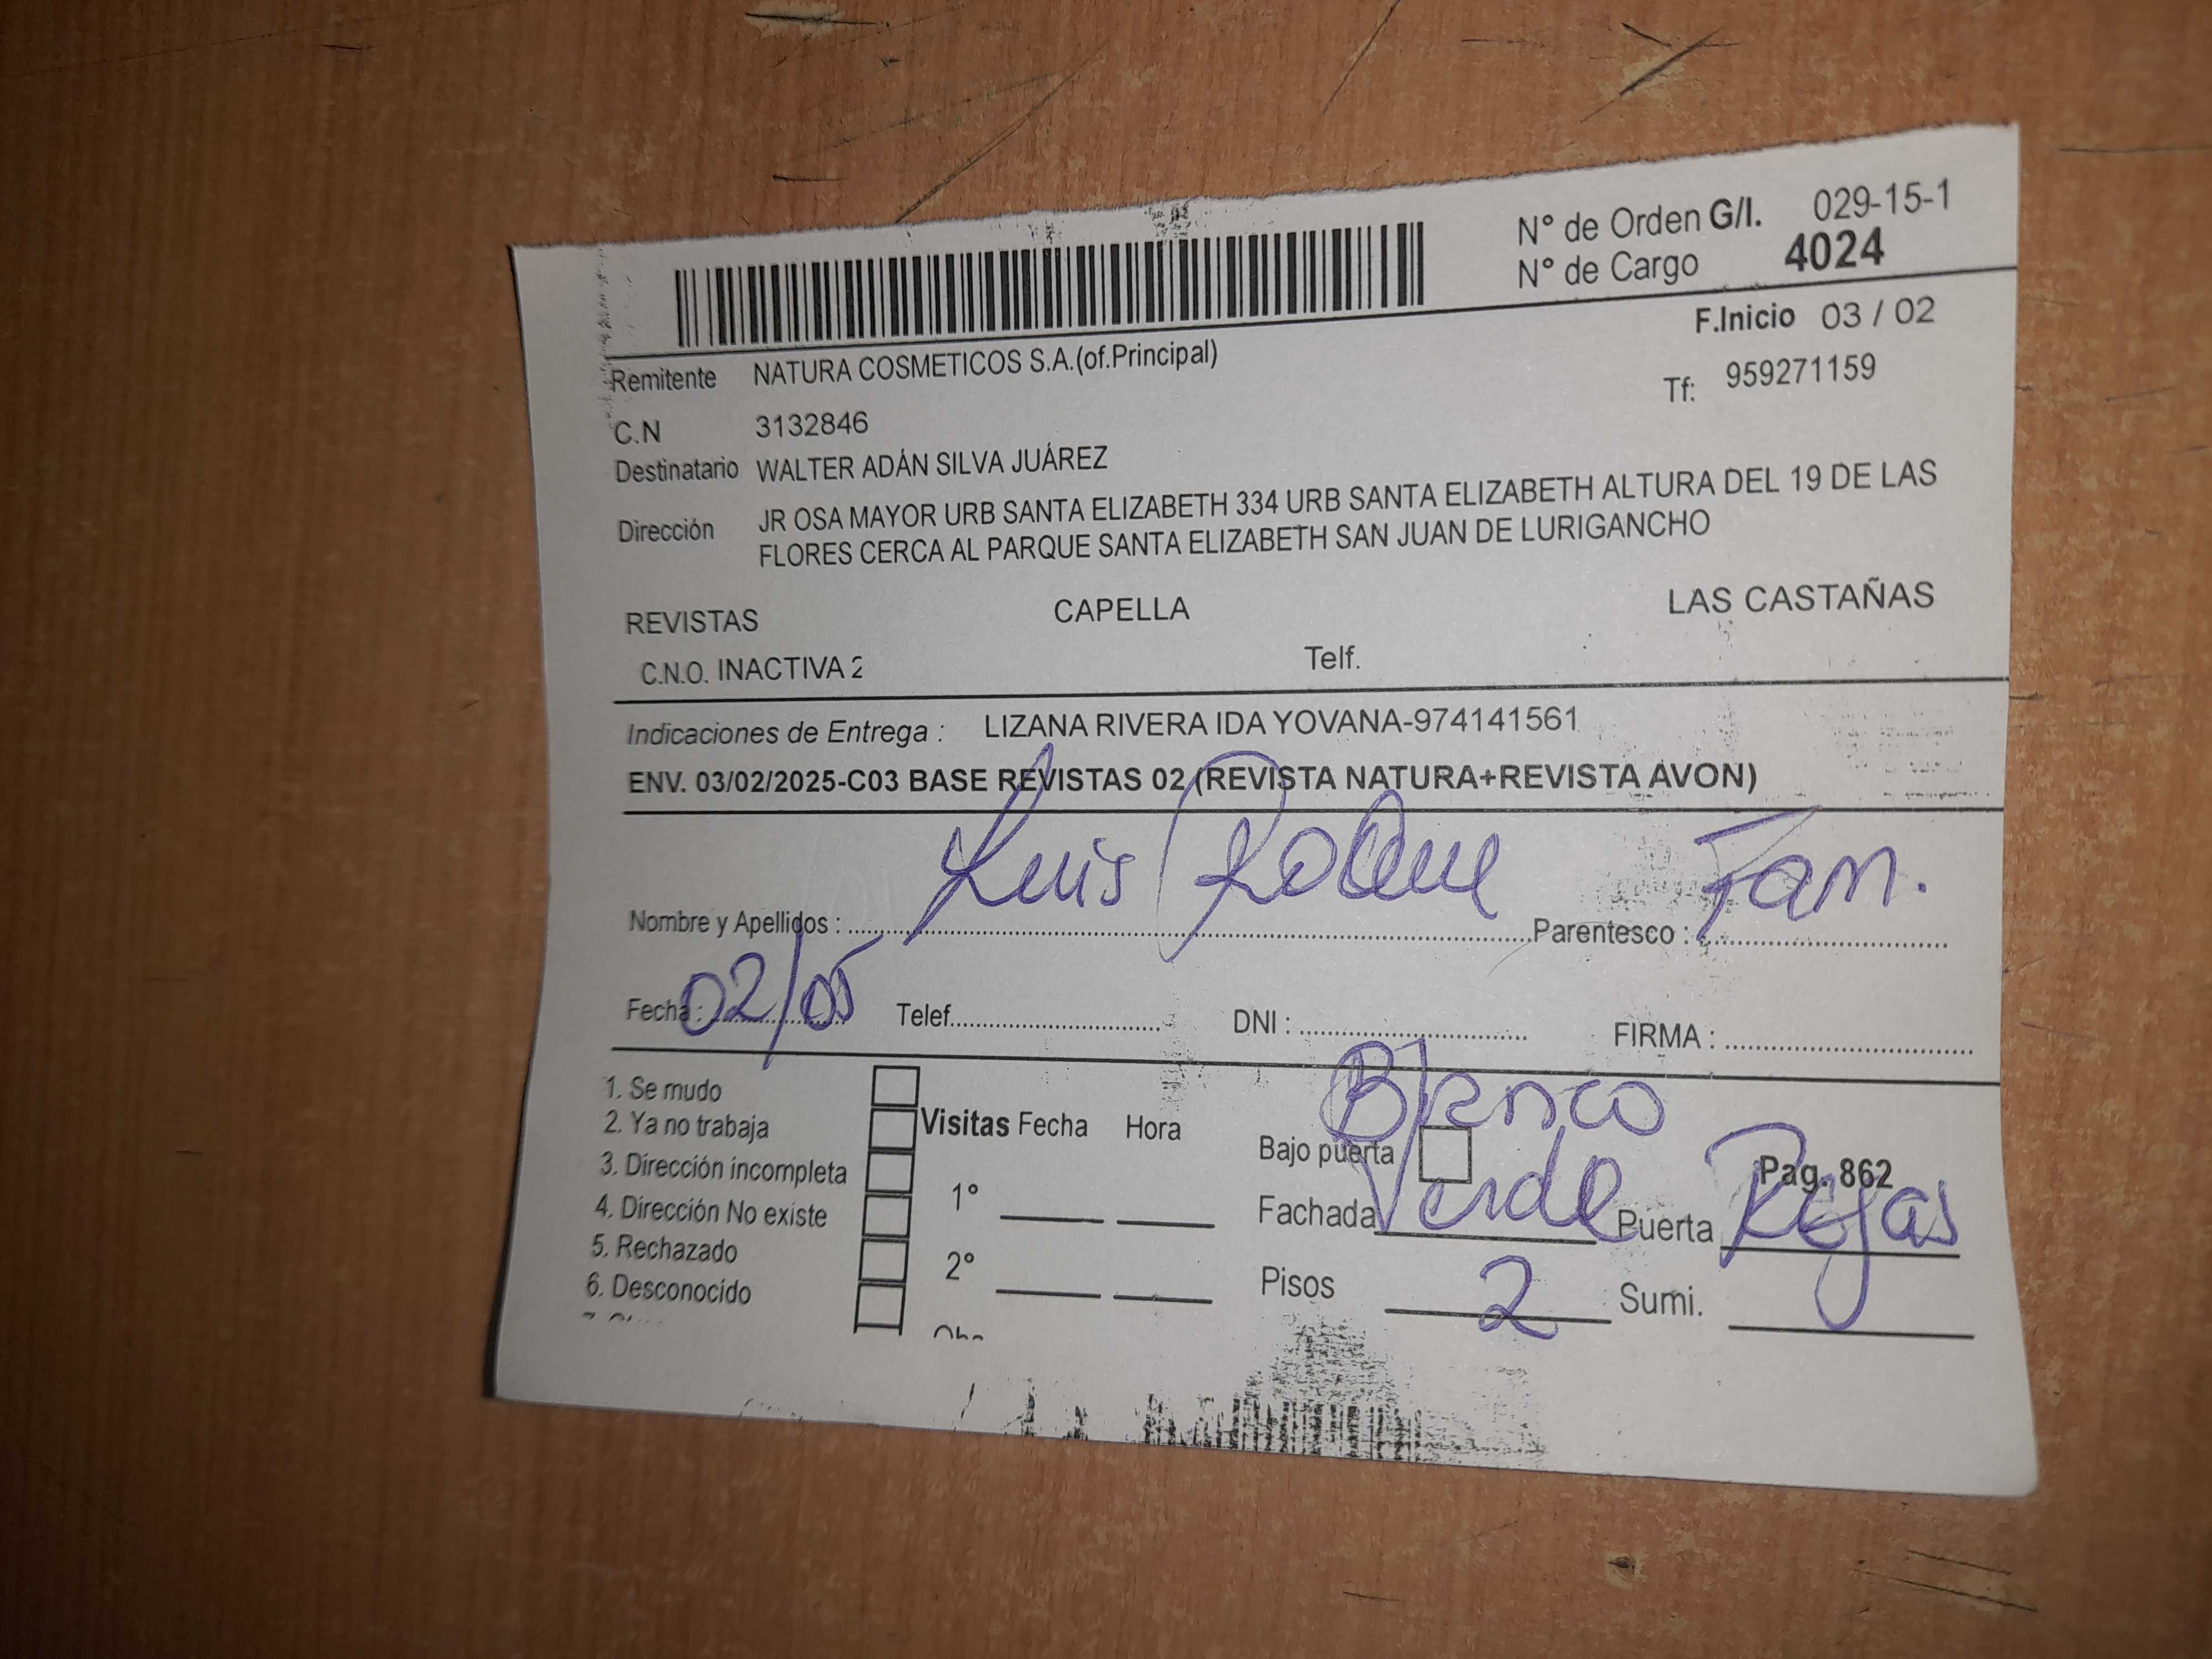 N° de Orden G/I. 029-15-1
N° de Cargo 4024
F.Inicio 03 / 02
Remitente NATURA COSMETICOS S.A.(of.Principal)
Tf: 959271159
C.N 3132846
Destinatario WALTER ADÁN SILVA JUÁREZ
Dirección JR OSA MAYOR URB SANTA ELIZABETH 334 URB SANTA ELIZABETH ALTURA DEL 19 DE LAS
FLORES CERCA AL PARQUE SANTA ELIZABETH SAN JUAN DE LURIGANCHO
REVISTAS CAPELLA LAS CASTAÑAS
C.N.O. INACTIVA 2 Telf.
Indicaciones de Entrega : LIZANA RIVERA IDA YOVANA-974141561
ENV. 03/02/2025-C03 BASE REVISTAS 02 (REVISTA NATURA+REVISTA AVON)
Nombre y Apellidos : Luis Parentesco : Fam.
Fecha : 02/05 Telef. DNI : FIRMA :
1. Se mudo
2. Ya no trabaja
3. Dirección incompleta
4. Dirección No existe
5. Rechazado
6. Desconocido
Visitas Fecha Hora
1°
2°
Blanco
Bajo puerta Pag. 862
Fachada Verde Puerta Rejas
Pisos 2 Sumi.